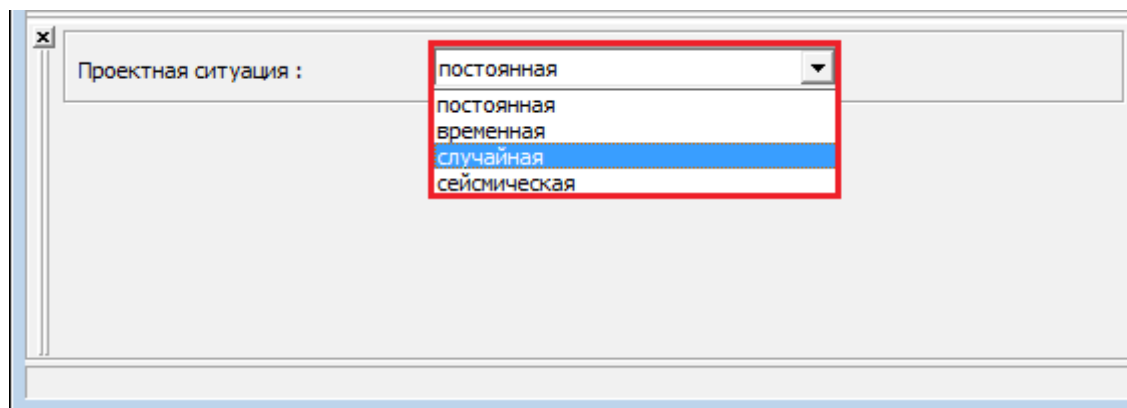 Проектная ситуация : постоянная
постоянная
временная
случайная
сейсмическая